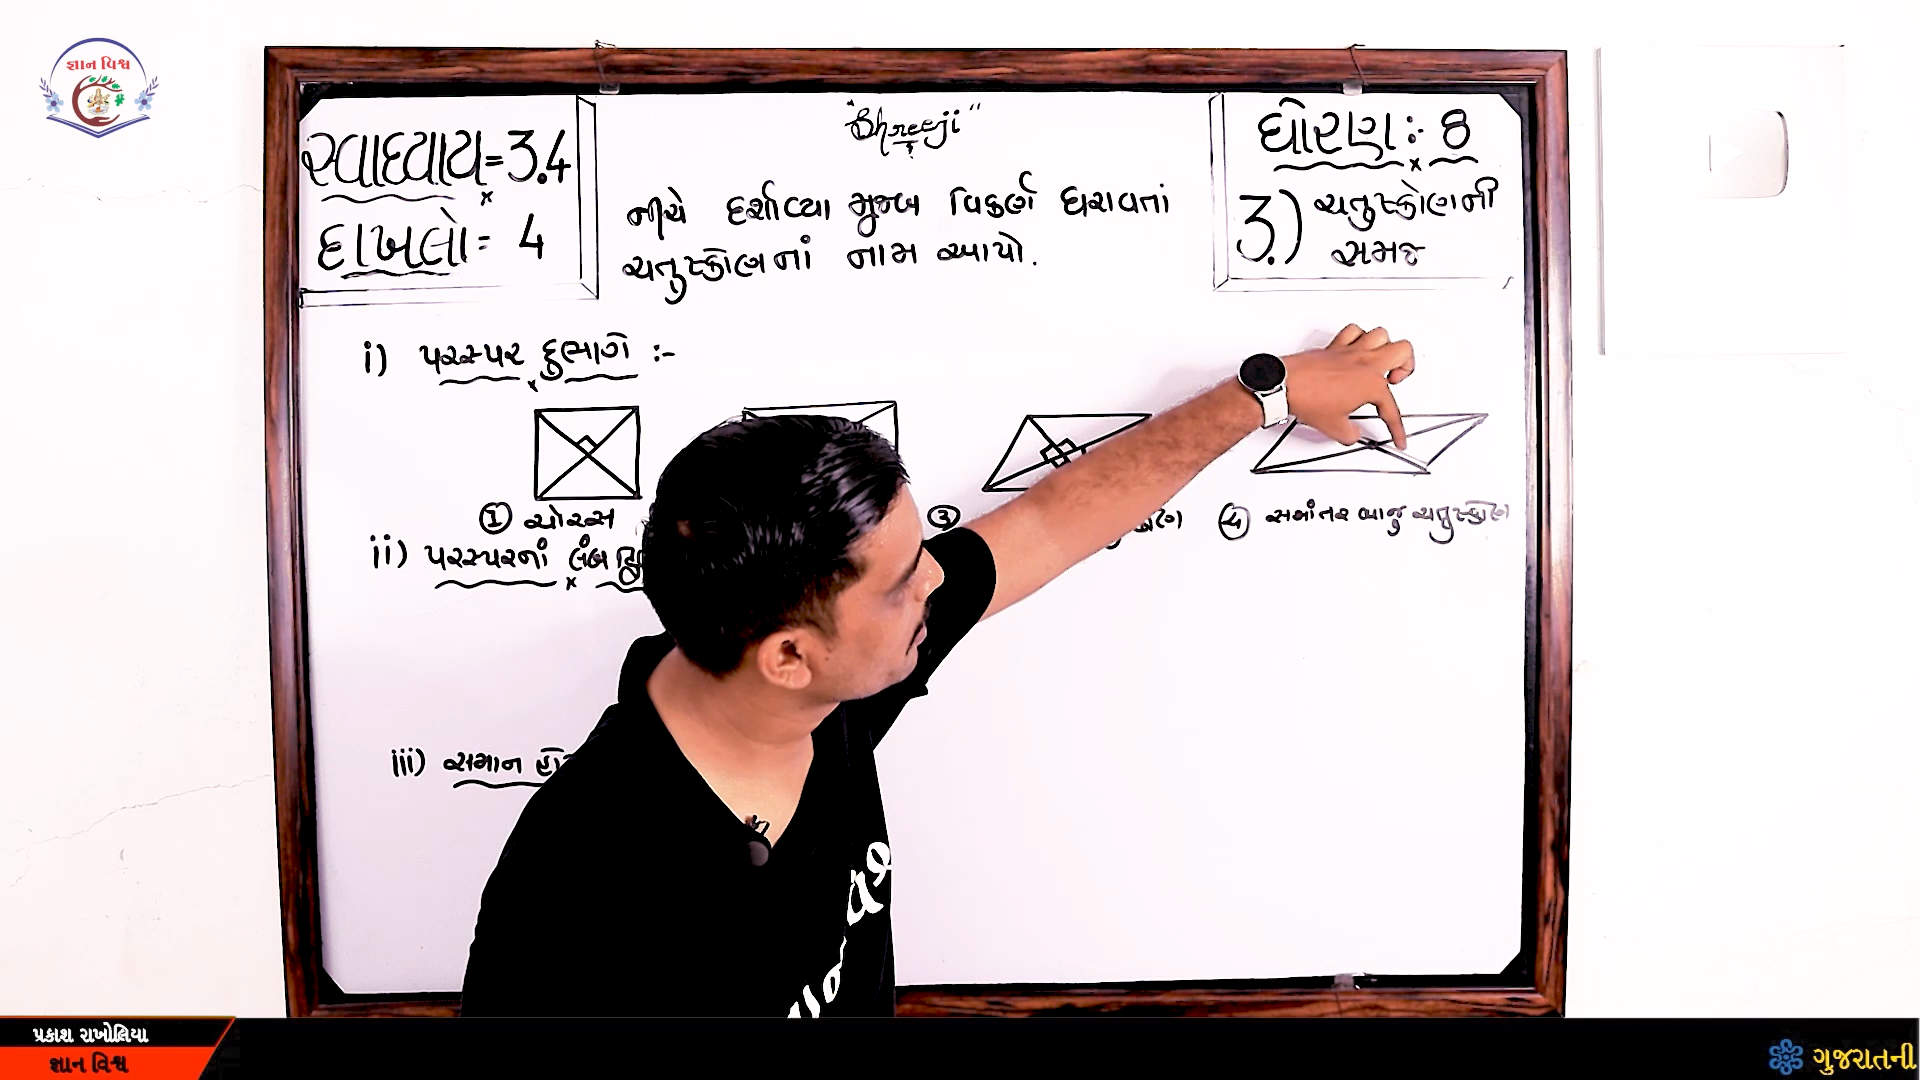 જ્ઞાન વિશ્વ
સ્વાધ્યાય = 3.4
દાખલો = 4
"Shreeji"
નીચે દર્શાવ્યા મુજબ વિકર્ણ ધરાવતાં
ચતુષ્કોણનાં નામ આપો.
ધોરણ :- 8
3.) ચતુષ્કોણની
સમજ
i) પરસ્પર દુભાગે :-
① ચોરસ
③
④ સમાંતર બાજુ ચતુષ્કોણ
ii) પરસ્પરનાં લંબ
iii) સમાન
પ્રકાશ રાખોલિયા
જ્ઞાન વિશ્વ
ગુજરાતની